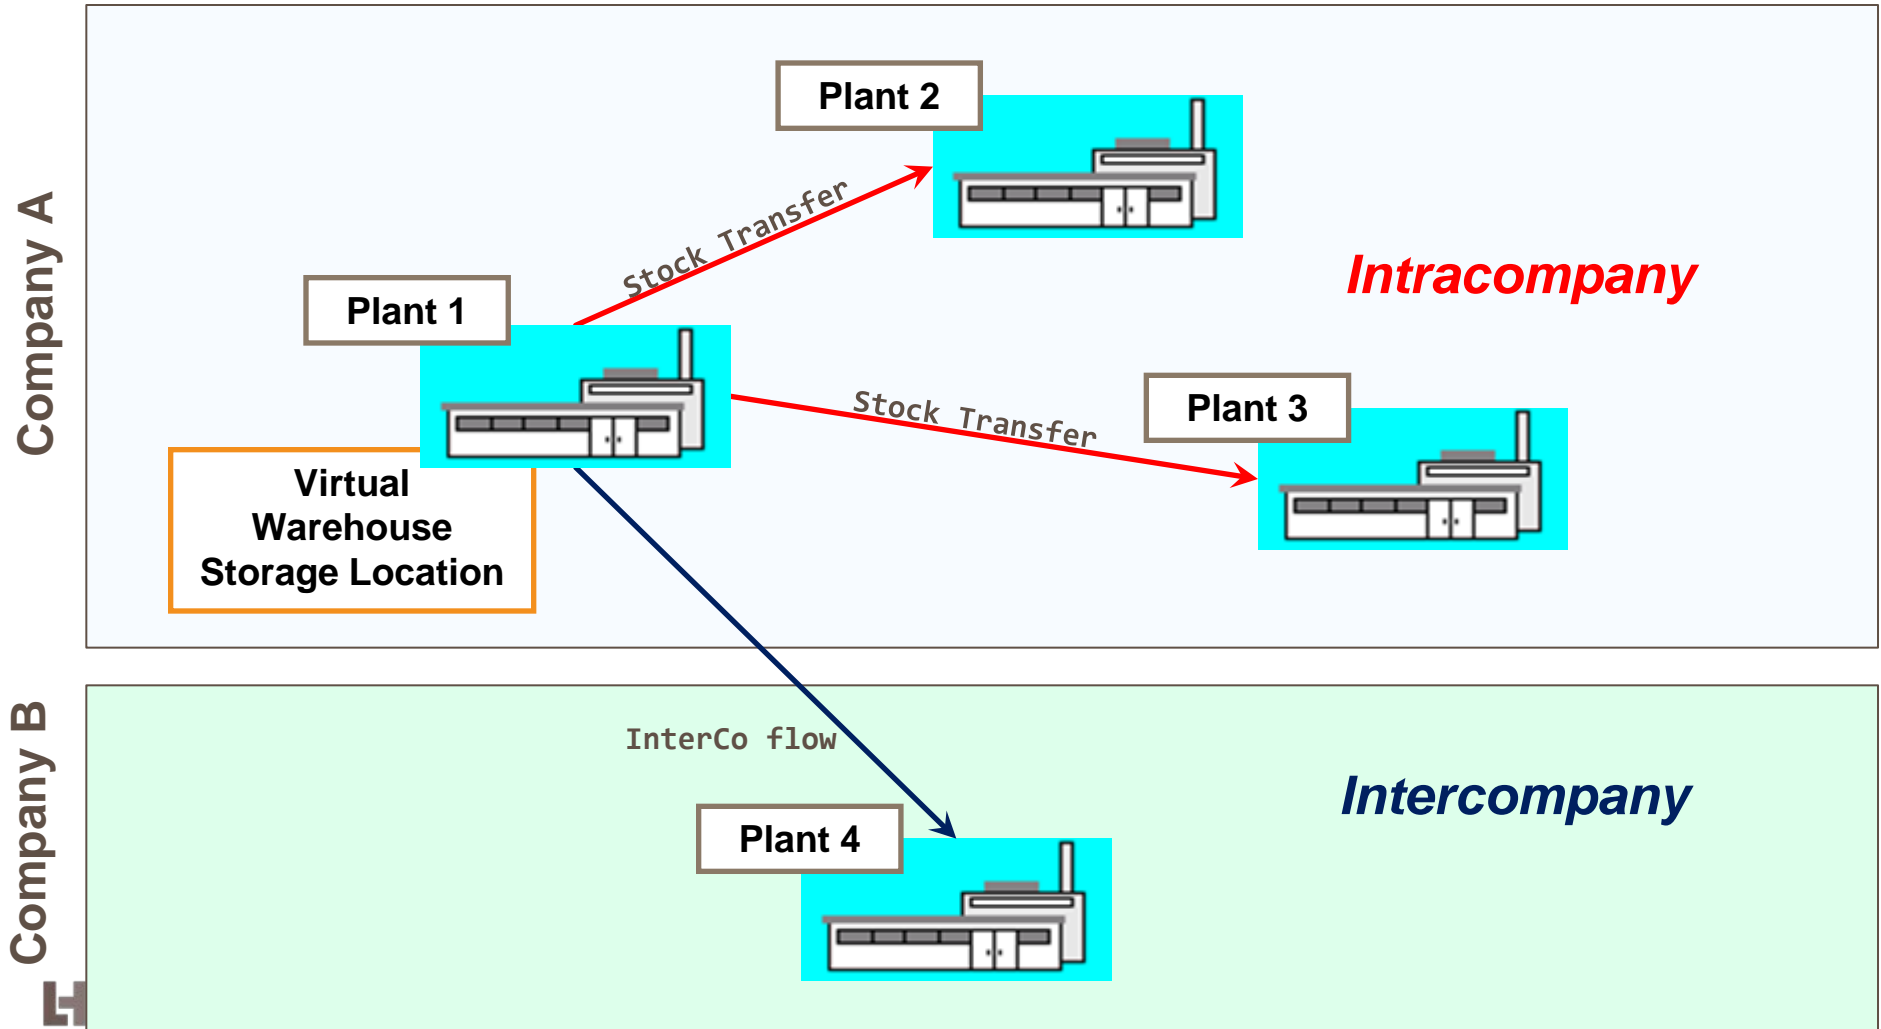 Company A
Plant 2
Stock Transfer
Intracompany
Plant 1
Stock Transfer
Plant 3
Virtual
Warehouse
Storage Location
Company B
InterCo flow
Intercompany
Plant 4